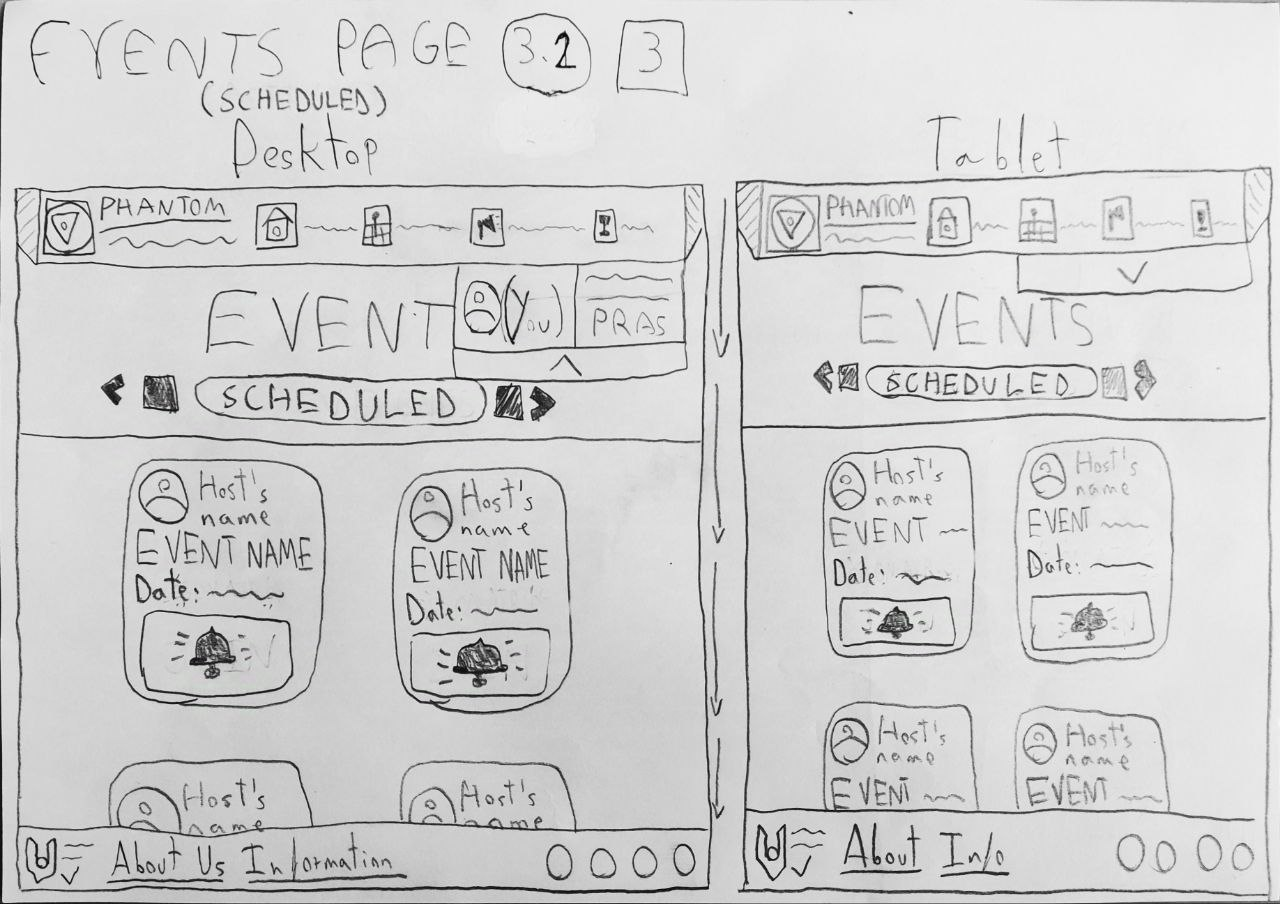 EVENTS PAGE 3.2 3
(SCHEDULED)
Desktop
PHANTOM
EVENT
(You)
PRAS
SCHEDULED
Host's
name
EVENT NAME
Date:
Host's
name
EVENT NAME
Date:
Host's
name
Host's
name
About Us Information
Tablet
PHANTOM
EVENTS
SCHEDULED
Host's
name
EVENT
Date:
Host's
name
EVENT
Date:
Host's
name
EVENT
Host's
name
EVENT
About Info